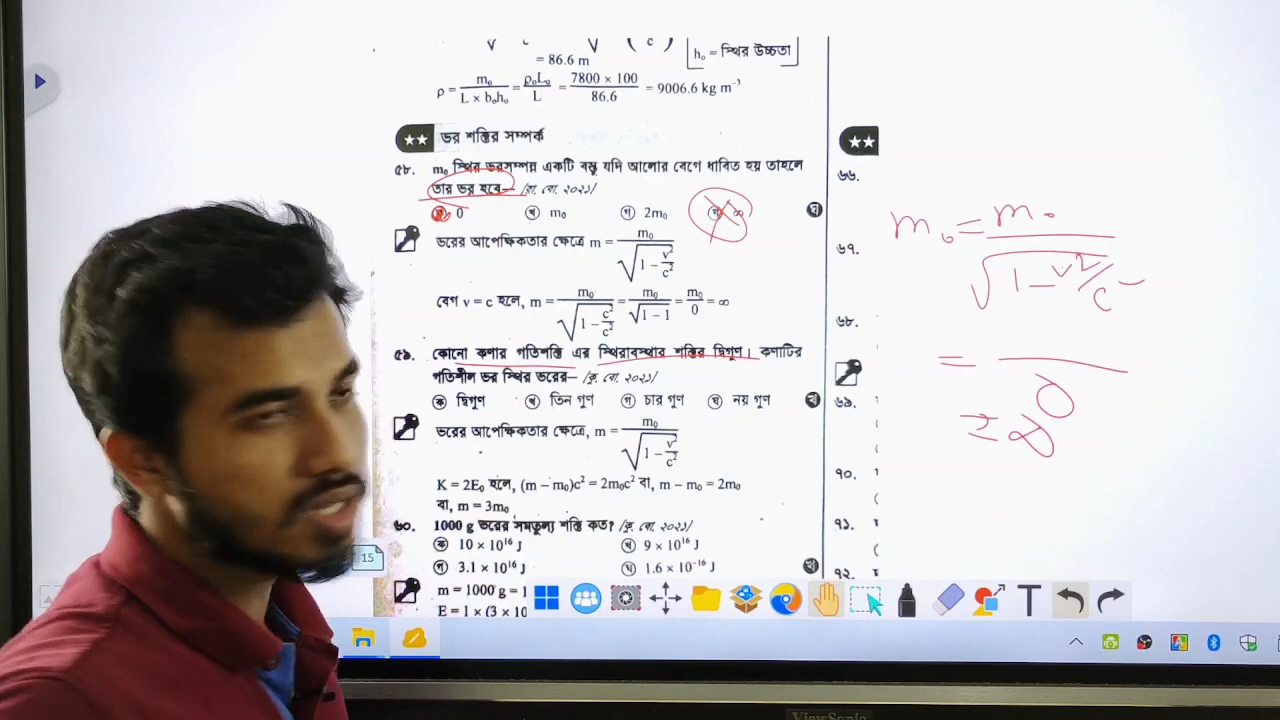 = 86.6 m
[h₀ = স্থির উচ্চতা]
ρ = m₀ / (L × b₀h₀) = ρ₀L₀ / L = (7800 × 100) / 86.6 = 9006.6 kg m⁻³
★★ ভর শক্তির সম্পর্ক
৫৮. m₀ স্থির ভরসম্পন্ন একটি বস্তু যদি আলোর বেগে ধাবিত হয় তাহলে
তার ভর হবে– [রা. বো. ২০২১]
ক 0 খ m₀ গ 2m₀ ঘ ∞ ঘ
ভরের আপেক্ষিকতার ক্ষেত্রে m = m₀ / √(1 − v²/c²)
বেগ v = c হলে, m = m₀ / √(1 − c²/c²) = m₀ / √(1 − 1) = m₀ / 0 = ∞
৫৯. কোনো কণার গতিশক্তি এর স্থিরাবস্থার শক্তির দ্বিগুণ। কণাটির
গতিশীল ভর স্থির ভরের– [কু. বো. ২০২১]
ক দ্বিগুণ খ তিন গুণ গ চার গুণ ঘ নয় গুণ খ
ভরের আপেক্ষিকতার ক্ষেত্রে, m = m₀ / √(1 − v²/c²)
K = 2E₀ হলে, (m − m₀)c² = 2m₀c² বা, m − m₀ = 2m₀
বা, m = 3m₀
৬০. 1000 g ভরের সমতুল্য শক্তি কত? [কু. বো. ২০২১]
ক 10 × 10¹⁶ J খ 9 × 10¹⁶ J
গ 3.1 × 10¹⁶ J ঘ 1.6 × 10⁻¹⁶ J খ
m = 1000 g = 1
E = 1 × (3 × 10
15
★★
৬৬.
৬৭.
৬৮.
৬৯.
৭০.
৭১.
৭২.
m₀ = m₀ / √(1 − v²/c²)
= 0
= ∞
T
A
ViewSonic